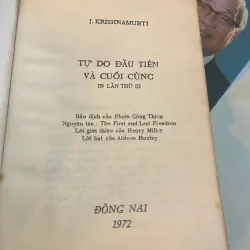 J. KRISHNAMURTI
TỰ DO ĐẦU TIÊN
VÀ CUỐI CÙNG
IN LẦN THỨ III
Bản dịch của Phạm Công Thiện
Nguyên tác : The First and Last Freedom
Lời giới thiệu của Henry Miller
Lời bạt của Aldous Huxley
ĐỒNG NAI
1972